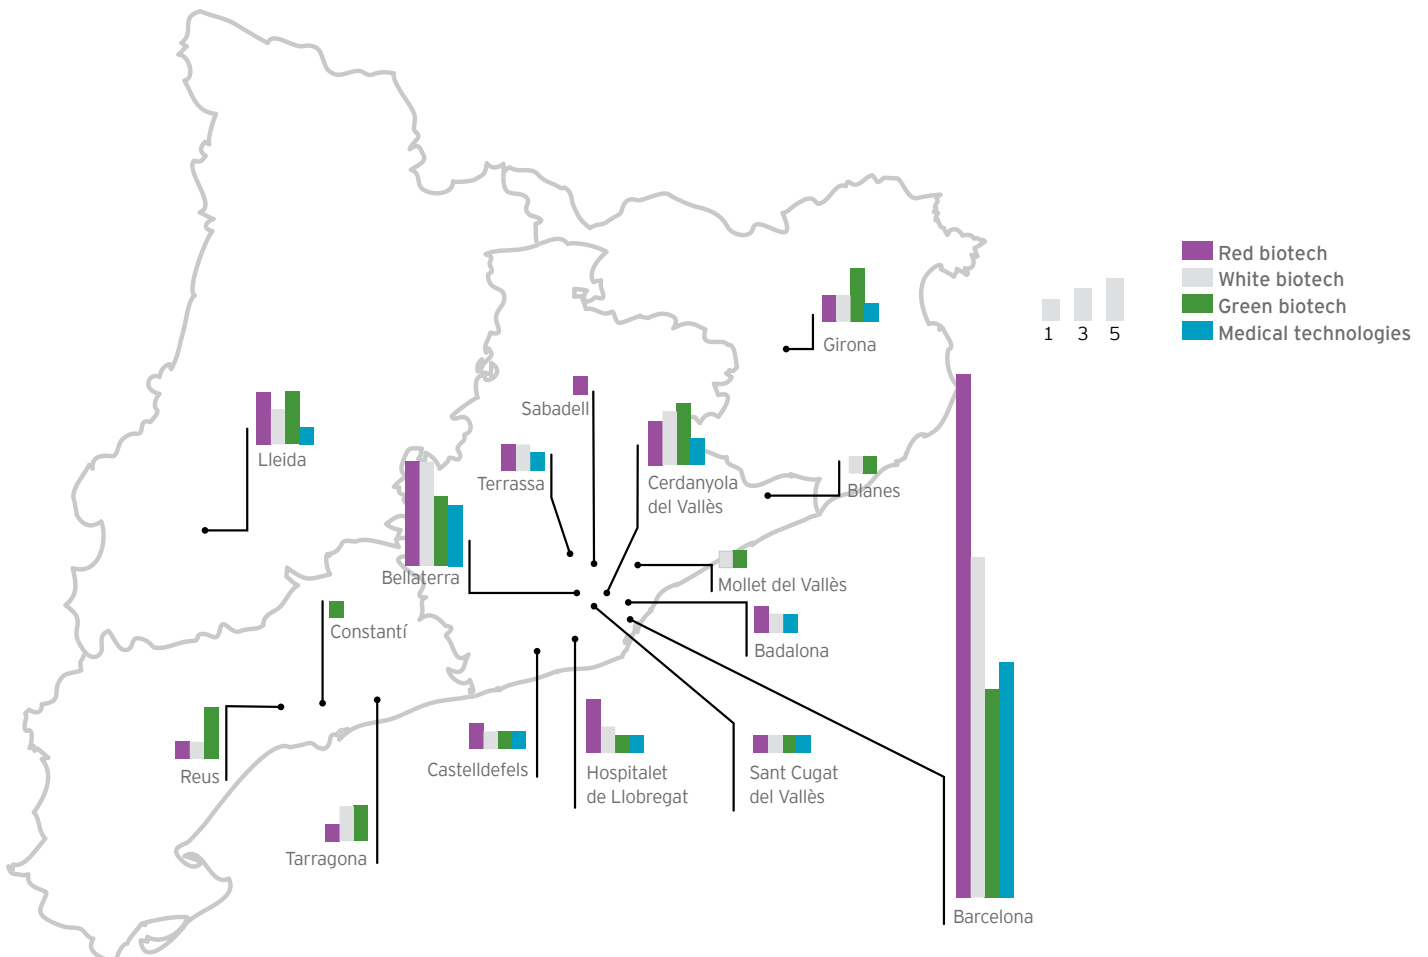 Red biotech
White biotech
Green biotech
Medical technologies
1 3 5
Girona
Sabadell
Lleida
Terrassa
Cerdanyola
del Vallès
Blanes
Bellaterra
Mollet del Vallès
Constantí
Badalona
Reus
Castelldefels
Hospitalet
de Llobregat
Sant Cugat
del Vallès
Tarragona
Barcelona